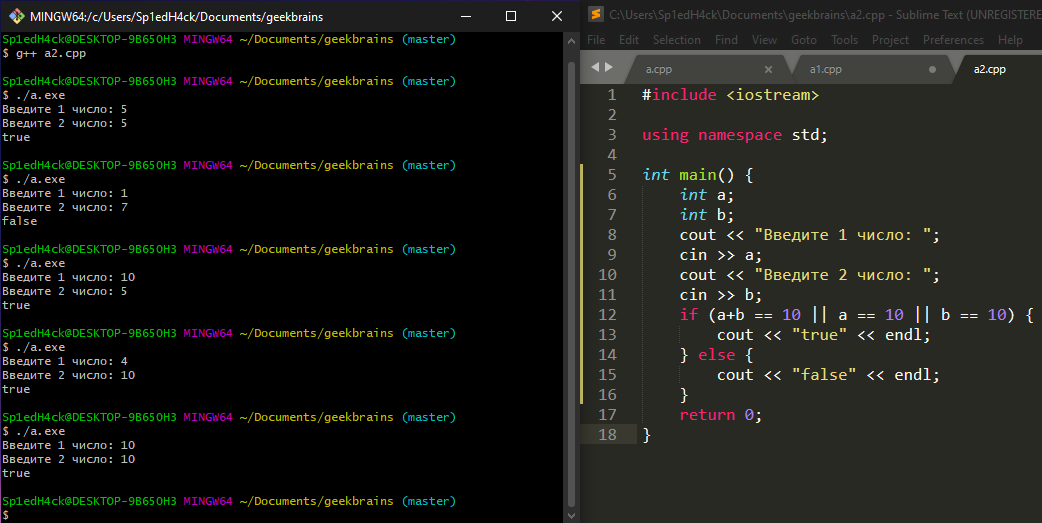 MINGW64:/c/Users/Sp1edH4ck/Documents/geekbrains
Sp1edH4ck@DESKTOP-9B65OH3 MINGW64 ~/Documents/geekbrains (master)
$ g++ a2.cpp
Sp1edH4ck@DESKTOP-9B65OH3 MINGW64 ~/Documents/geekbrains (master)
$ ./a.exe
Введите 1 число: 5
Введите 2 число: 5
true
Sp1edH4ck@DESKTOP-9B65OH3 MINGW64 ~/Documents/geekbrains (master)
$ ./a.exe
Введите 1 число: 1
Введите 2 число: 7
false
Sp1edH4ck@DESKTOP-9B65OH3 MINGW64 ~/Documents/geekbrains (master)
$ ./a.exe
Введите 1 число: 10
Введите 2 число: 5
true
Sp1edH4ck@DESKTOP-9B65OH3 MINGW64 ~/Documents/geekbrains (master)
$ ./a.exe
Введите 1 число: 4
Введите 2 число: 10
true
Sp1edH4ck@DESKTOP-9B65OH3 MINGW64 ~/Documents/geekbrains (master)
$ ./a.exe
Введите 1 число: 10
Введите 2 число: 10
true
Sp1edH4ck@DESKTOP-9B65OH3 MINGW64 ~/Documents/geekbrains (master)
$
C:\Users\Sp1edH4ck\Documents\geekbrains\a2.cpp - Sublime Text (UNREGISTERE
File Edit Selection Find View Goto Tools Project Preferences Help
a.cpp a1.cpp a2.cpp
1 #include <iostream>
2
3 using namespace std;
4
5 int main() {
6 int a;
7 int b;
8 cout << "Введите 1 число: ";
9 cin >> a;
10 cout << "Введите 2 число: ";
11 cin >> b;
12 if (a+b == 10 || a == 10 || b == 10) {
13 cout << "true" << endl;
14 } else {
15 cout << "false" << endl;
16 }
17 return 0;
18 }